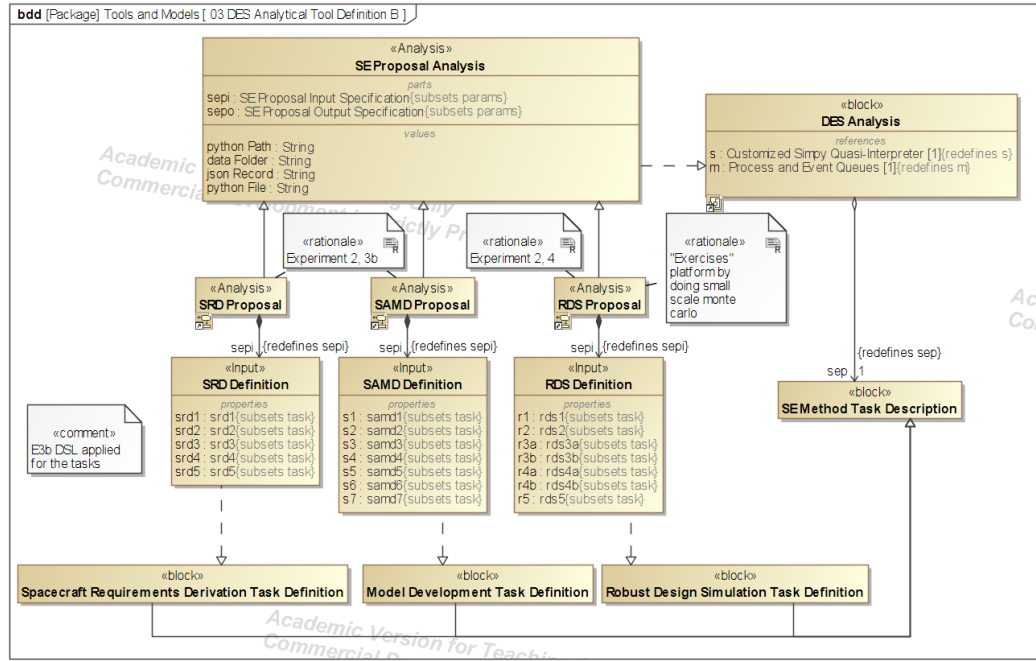 bdd [Package] Tools and Models [ 03 DES Analytical Tool Definition B ]
«Analysis»
SE Proposal Analysis
parts
sepi : SE Proposal Input Specification{subsets params}
sepo : SE Proposal Output Specification{subsets params}
values
python Path : String
data Folder : String
json Record : String
python File : String
«block»
DES Analysis
references
s : Customized Simpy Quasi-Interpreter [1]{redefines s}
m : Process and Event Queues [1]{redefines m}
«rationale»
Experiment 2, 3b
«rationale»
Experiment 2, 4
«rationale»
"Exercises"
platform by
doing small
scale monte
carlo
«Analysis»
SRD Proposal
«Analysis»
SAMD Proposal
«Analysis»
RDS Proposal
sepi {redefines sepi}
sepi {redefines sepi}
sepi {redefines sepi}
{redefines sep}
sep 1
«Input»
SRD Definition
properties
srd1 : srd1{subsets task}
srd2 : srd2{subsets task}
srd3 : srd3{subsets task}
srd4 : srd4{subsets task}
srd5 : srd5{subsets task}
«Input»
SAMD Definition
properties
s1 : samd1{subsets task}
s2 : samd2{subsets task}
s3 : samd3{subsets task}
s4 : samd4{subsets task}
s5 : samd5{subsets task}
s6 : samd6{subsets task}
s7 : samd7{subsets task}
«Input»
RDS Definition
properties
r1 : rds1{subsets task}
r2 : rds2{subsets task}
r3a : rds3a{subsets task}
r3b : rds3b{subsets task}
r4a : rds4a{subsets task}
r4b : rds4b{subsets task}
r5 : rds5{subsets task}
«block»
SE Method Task Description
«comment»
E3b DSL applied
for the tasks
«block»
Spacecraft Requirements Derivation Task Definition
«block»
Model Development Task Definition
«block»
Robust Design Simulation Task Definition
Academic Version for